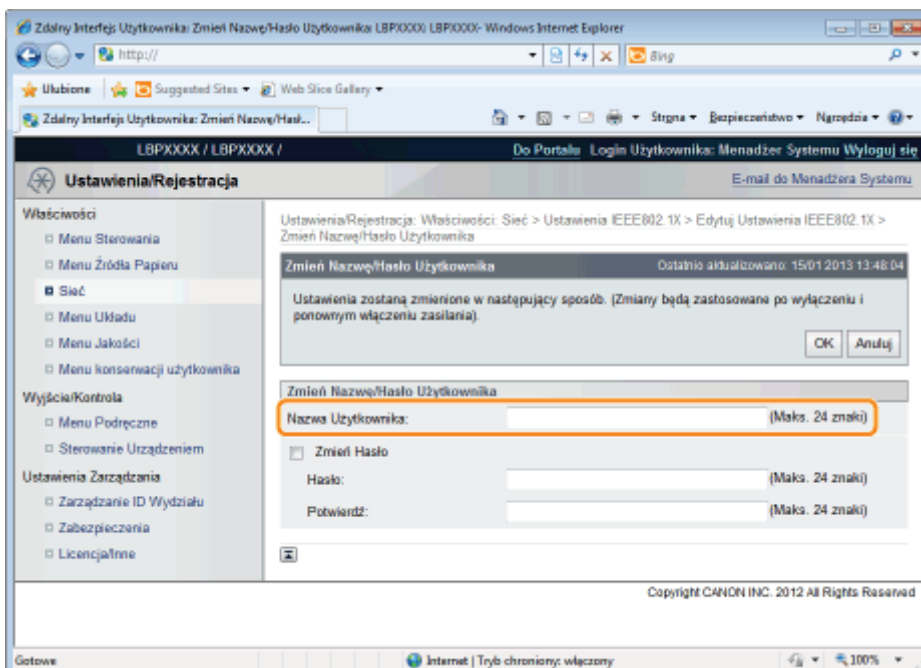 Zdalny Interfejs Użytkownika: Zmień Nazwę/Hasło Użytkownika: LBPXXXX: LBPXXXX- Windows Internet Explorer
http://
Bing
Ulubione Suggested Sites Web Slice Gallery
Zdalny Interfejs Użytkownika: Zmień Nazwę/Hasł...
Strona Bezpieczeństwo Narzędzia
LBPXXXX / LBPXXXX /
Do Portalu Login Użytkownika: Menadżer Systemu Wyloguj się
Ustawienia/Rejestracja
E-mail do Menadżera Systemu
Właściwości
Menu Sterowania
Menu Źródła Papieru
Sieć
Menu Układu
Menu Jakości
Menu konserwacji użytkownika
Wyjście/Kontrola
Menu Podręczne
Sterowanie Urządzeniem
Ustawienia Zarządzania
Zarządzanie ID Wydziału
Zabezpieczenia
Licencja/Inne
Ustawienia/Rejestracja: Właściwości: Sieć > Ustawienia IEEE802.1X > Edytuj Ustawienia IEEE802.1X >
Zmień Nazwę/Hasło Użytkownika
Zmień Nazwę/Hasło Użytkownika
Ostatnio aktualizowano: 15/01 2013 13:48:04
Ustawienia zostaną zmienione w następujący sposób. (Zmiany będą zastosowane po wyłączeniu i
ponownym włączeniu zasilania).
OK Anuluj
Zmień Nazwę/Hasło Użytkownika
Nazwa Użytkownika: (Maks. 24 znaki)
Zmień Hasło
Hasło: (Maks. 24 znaki)
Potwierdź: (Maks. 24 znaki)
Copyright CANON INC. 2012 All Rights Reserved
Gotowe
Internet | Tryb chroniony: włączony
100%